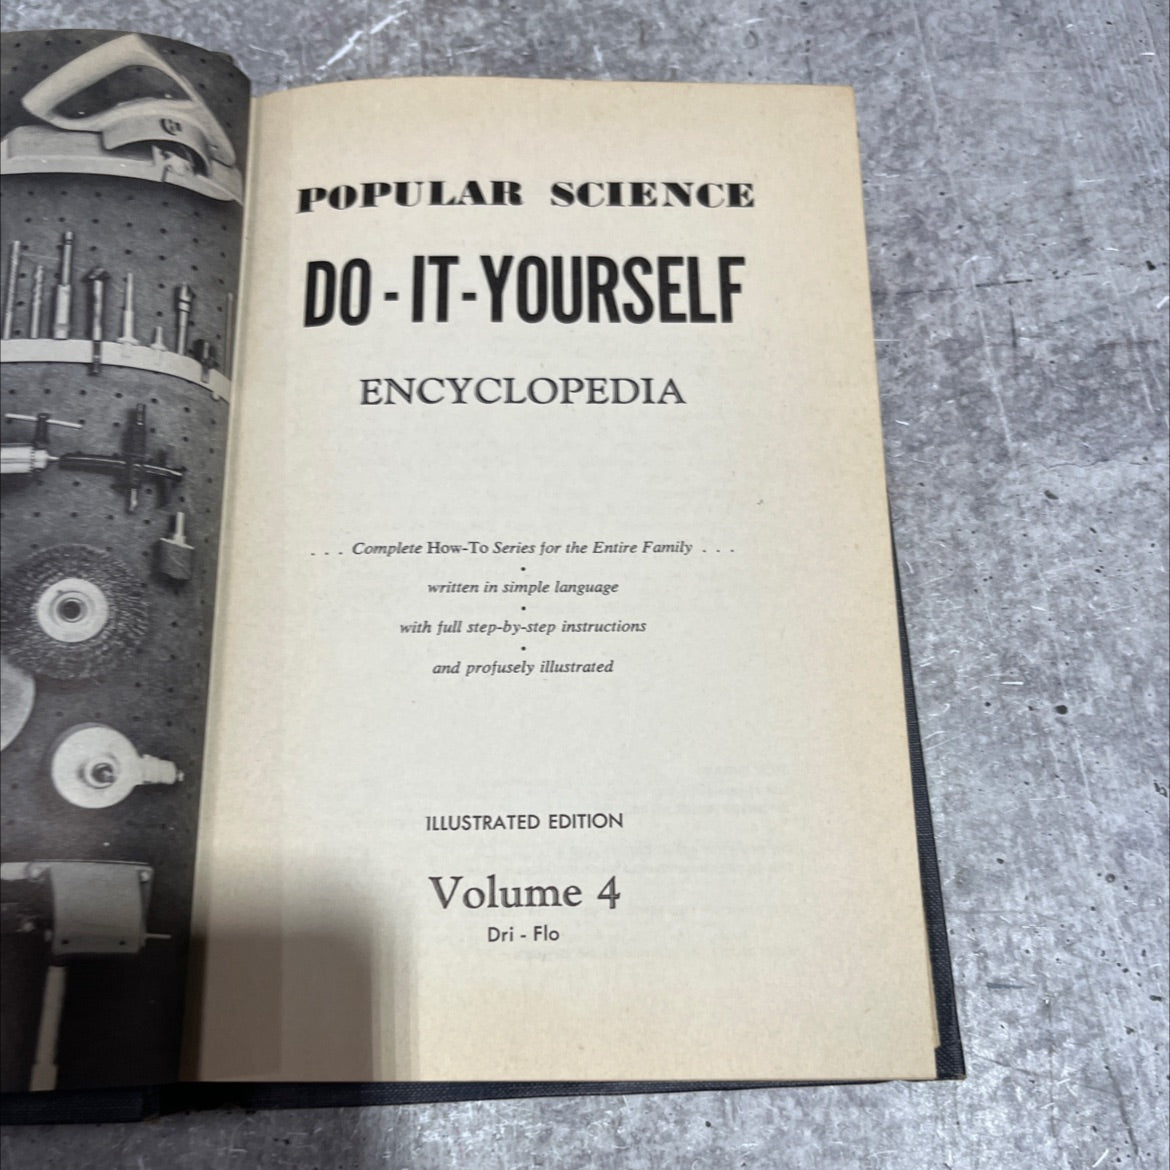 POPULAR SCIENCE
DO-IT-YOURSELF
ENCYCLOPEDIA
. . . Complete How-To Series for the Entire Family . . .
•
written in simple language
•
with full step-by-step instructions
•
and profusely illustrated
ILLUSTRATED EDITION
Volume 4
Dri - Flo